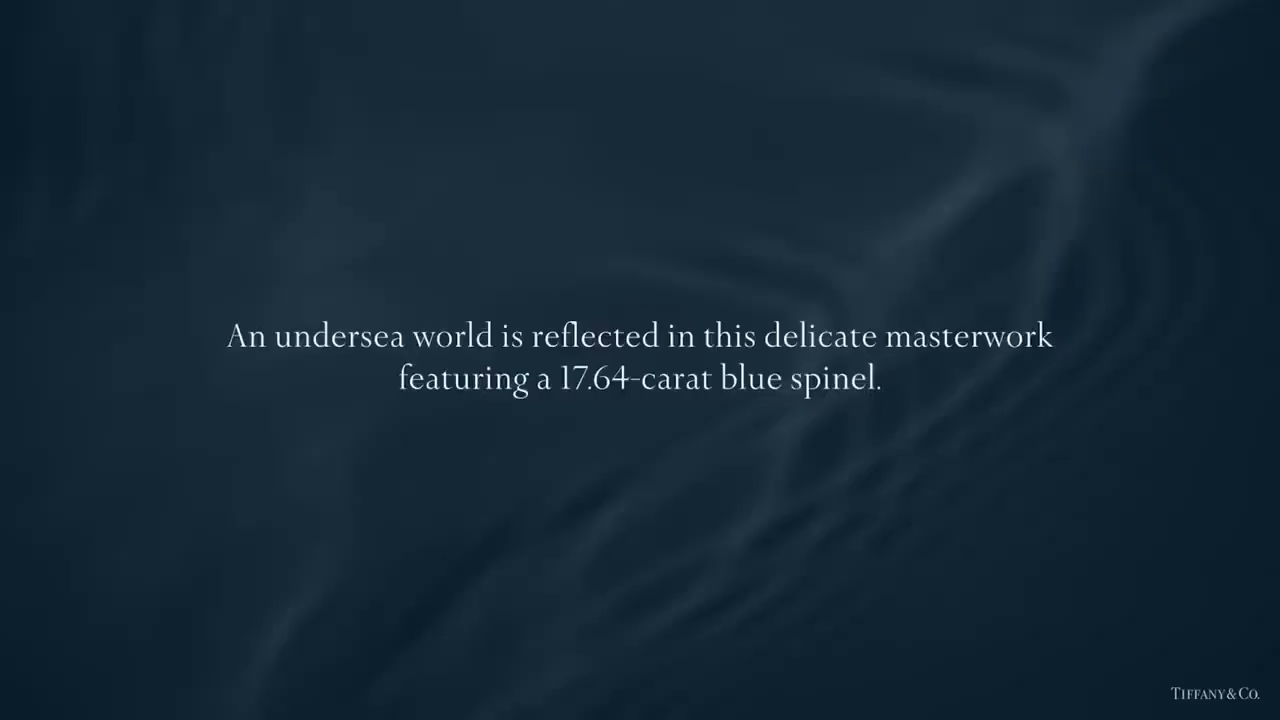 An undersea world is reflected in this delicate masterwork
featuring a 17.64-carat blue spinel.
TIFFANY & CO.